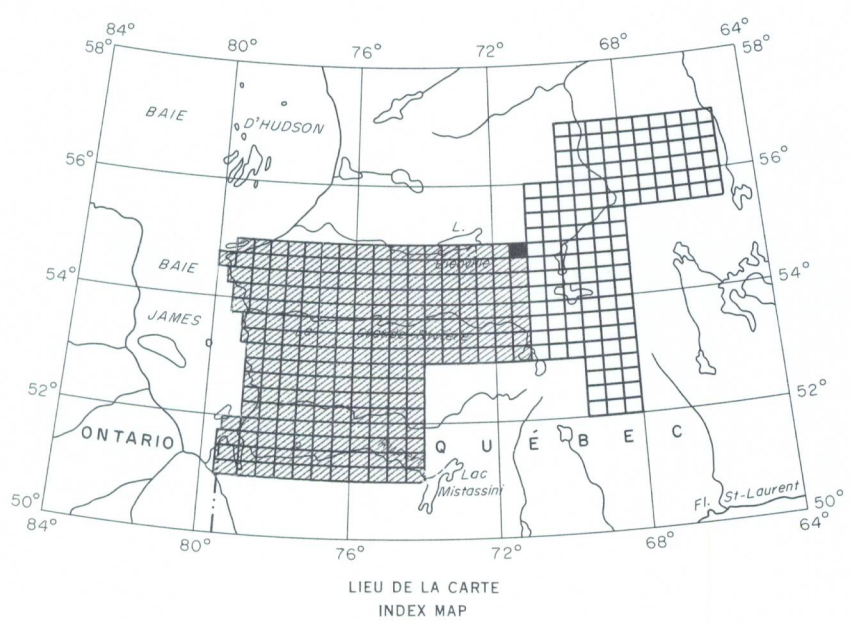 84° 80° 76° 72° 68° 64°
58° 58°
BAIE
D'HUDSON
56° 56°
L.
Bienville
BAIE
54° 54°
JAMES
52° 52°
ONTARIO
Q U É B E C
Lac
Mistassini
Fl. St-Laurent
50° 50°
84° 80° 76° 72° 68° 64°
LIEU DE LA CARTE
INDEX MAP